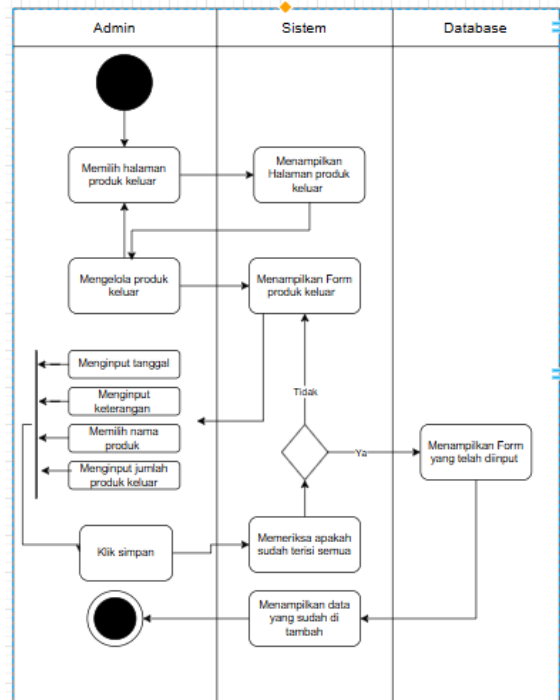 Admin
Sistem
Database
Memilih halaman
produk keluar
Menampilkan
Halaman produk
keluar
Mengelola produk
keluar
Menampilkan Form
produk keluar
Menginput tanggal
Menginput
keterangan
Memilih nama
produk
Menginput jumlah
produk keluar
Tidak
Ya
Menampilkan Form
yang telah diinput
Klik simpan
Memeriksa apakah
sudah terisi semua
Menampilkan data
yang sudah di
tambah